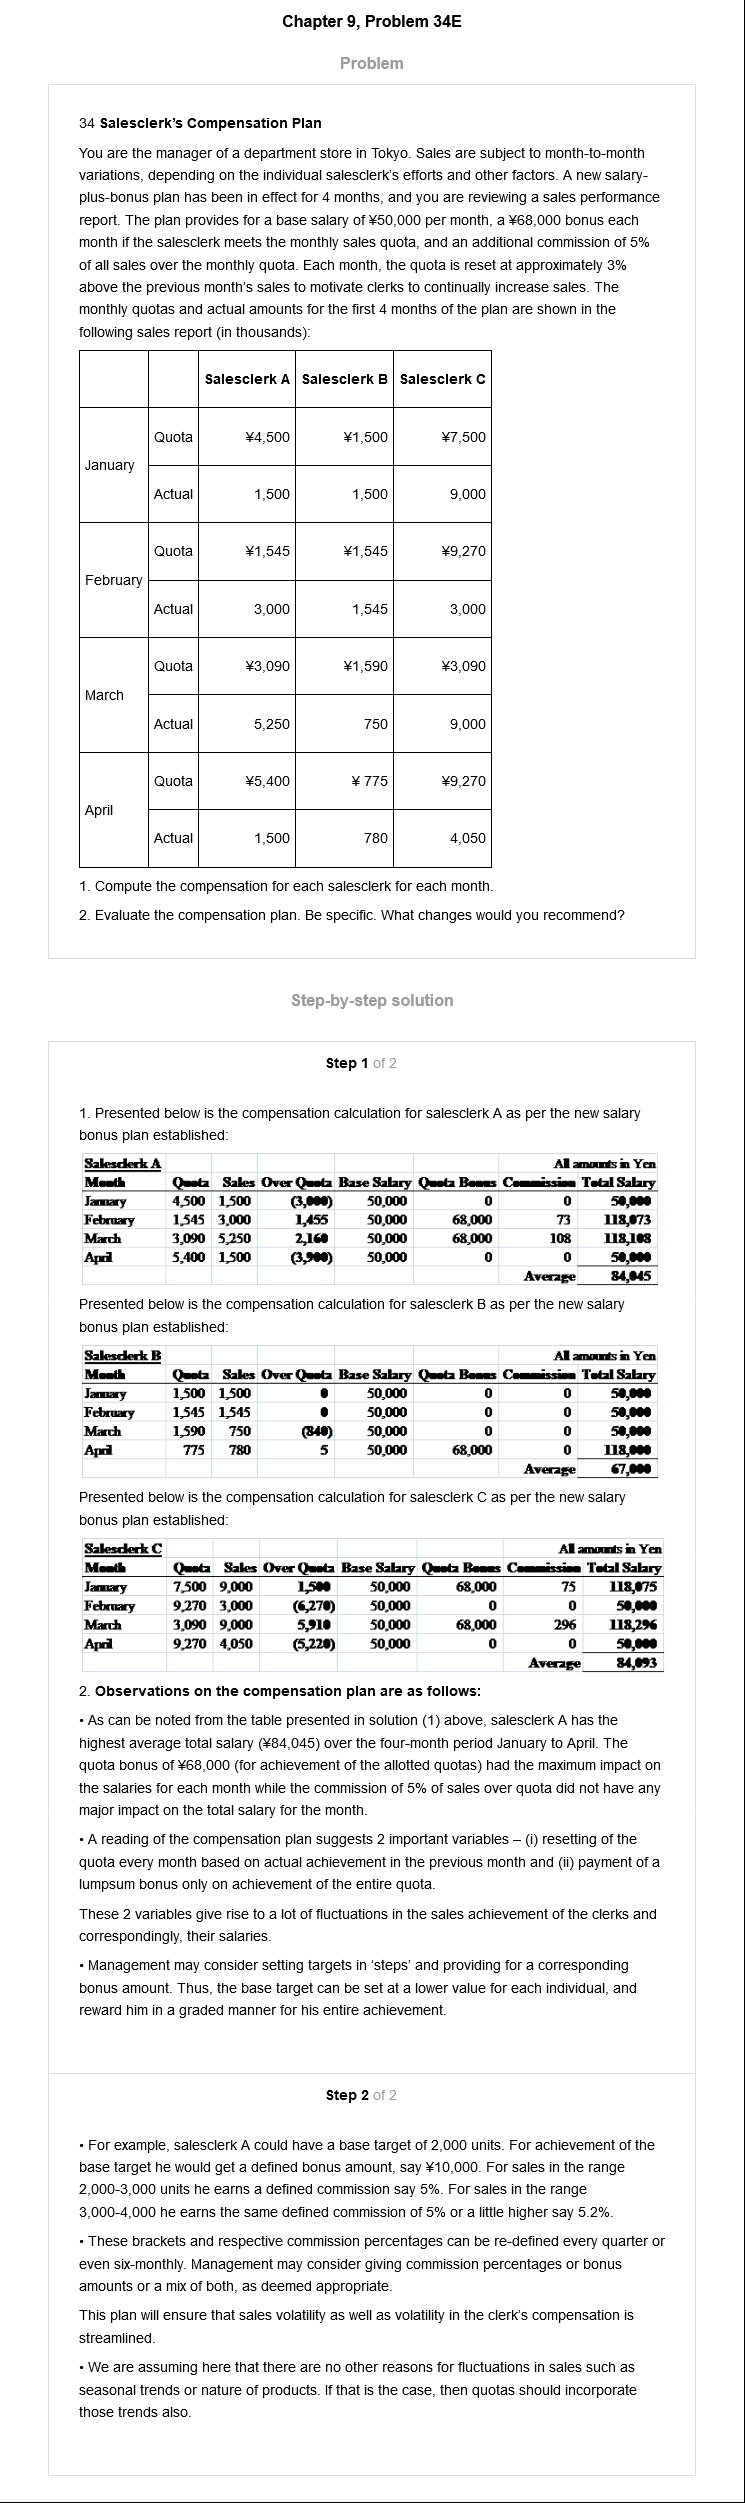 Chapter 9, Problem 34E
Problem
34 Salesclerk's Compensation Plan
You are the manager of a department store in Tokyo. Sales are subject to month-to-month
variations, depending on the individual salesclerk's efforts and other factors. A new salary-
plus-bonus plan has been in effect for 4 months, and you are reviewing a sales performance
report. The plan provides for a base salary of ¥50,000 per month, a ¥68,000 bonus each
month if the salesclerk meets the monthly sales quota, and an additional commission of 5%
of all sales over the monthly quota. Each month, the quota is reset at approximately 3%
above the previous month's sales to motivate clerks to continually increase sales. The
monthly quotas and actual amounts for the first 4 months of the plan are shown in the
following sales report (in thousands):
Salesclerk A Salesclerk B Salesclerk C
January
Quota ¥4,500 ¥1,500 ¥7,500
Actual 1,500 1,500 9,000
February
Quota ¥1,545 ¥1,545 ¥9,270
Actual 3,000 1,545 3,000
March
Quota ¥3,090 ¥1,590 ¥3,090
Actual 5,250 750 9,000
April
Quota ¥5,400 ¥ 775 ¥9,270
Actual 1,500 780 4,050
1. Compute the compensation for each salesclerk for each month.
2. Evaluate the compensation plan. Be specific. What changes would you recommend?
Step-by-step solution
Step 1 of 2
1. Presented below is the compensation calculation for salesclerk A as per the new salary
bonus plan established:
Salesclerk A All amounts in Yen
Month Quota Sales Over Quota Base Salary Quota Bonus Commission Total Salary
January 4,500 1,500 (3,000) 50,000 0 0 50,000
February 1,545 3,000 1,455 50,000 68,000 73 118,073
March 3,090 5,250 2,160 50,000 68,000 108 118,108
April 5,400 1,500 (3,900) 50,000 0 0 50,000
Average 84,045
Presented below is the compensation calculation for salesclerk B as per the new salary
bonus plan established:
Salesclerk B All amounts in Yen
Month Quota Sales Over Quota Base Salary Quota Bonus Commission Total Salary
January 1,500 1,500 0 50,000 0 0 50,000
February 1,545 1,545 0 50,000 0 0 50,000
March 1,590 750 (840) 50,000 0 0 50,000
April 775 780 5 50,000 68,000 0 118,000
Average 67,000
Presented below is the compensation calculation for salesclerk C as per the new salary
bonus plan established:
Salesclerk C All amounts in Yen
Month Quota Sales Over Quota Base Salary Quota Bonus Commission Total Salary
January 7,500 9,000 1,500 50,000 68,000 75 118,075
February 9,270 3,000 (6,270) 50,000 0 0 50,000
March 3,090 9,000 5,910 50,000 68,000 296 118,296
April 9,270 4,050 (5,220) 50,000 0 0 50,000
Average 84,093
2. Observations on the compensation plan are as follows:
• As can be noted from the table presented in solution (1) above, salesclerk A has the
highest average total salary (¥84,045) over the four-month period January to April. The
quota bonus of ¥68,000 (for achievement of the allotted quotas) had the maximum impact on
the salaries for each month while the commission of 5% of sales over quota did not have any
major impact on the total salary for the month.
• A reading of the compensation plan suggests 2 important variables – (i) resetting of the
quota every month based on actual achievement in the previous month and (ii) payment of a
lumpsum bonus only on achievement of the entire quota.
These 2 variables give rise to a lot of fluctuations in the sales achievement of the clerks and
correspondingly, their salaries.
• Management may consider setting targets in 'steps' and providing for a corresponding
bonus amount. Thus, the base target can be set at a lower value for each individual, and
reward him in a graded manner for his entire achievement.
Step 2 of 2
• For example, salesclerk A could have a base target of 2,000 units. For achievement of the
base target he would get a defined bonus amount, say ¥10,000. For sales in the range
2,000-3,000 units he earns a defined commission say 5%. For sales in the range
3,000-4,000 he earns the same defined commission of 5% or a little higher say 5.2%.
• These brackets and respective commission percentages can be re-defined every quarter or
even six-monthly. Management may consider giving commission percentages or bonus
amounts or a mix of both, as deemed appropriate.
This plan will ensure that sales volatility as well as volatility in the clerk's compensation is
streamlined.
• We are assuming here that there are no other reasons for fluctuations in sales such as
seasonal trends or nature of products. If that is the case, then quotas should incorporate
those trends also.